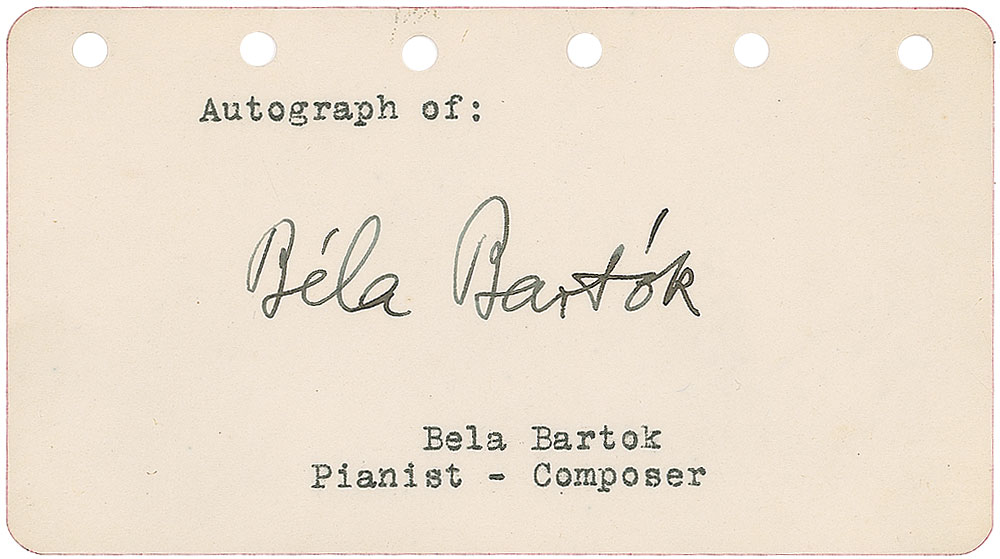 Autograph of:
Béla Bartók
Bela Bartok
Pianist - Composer